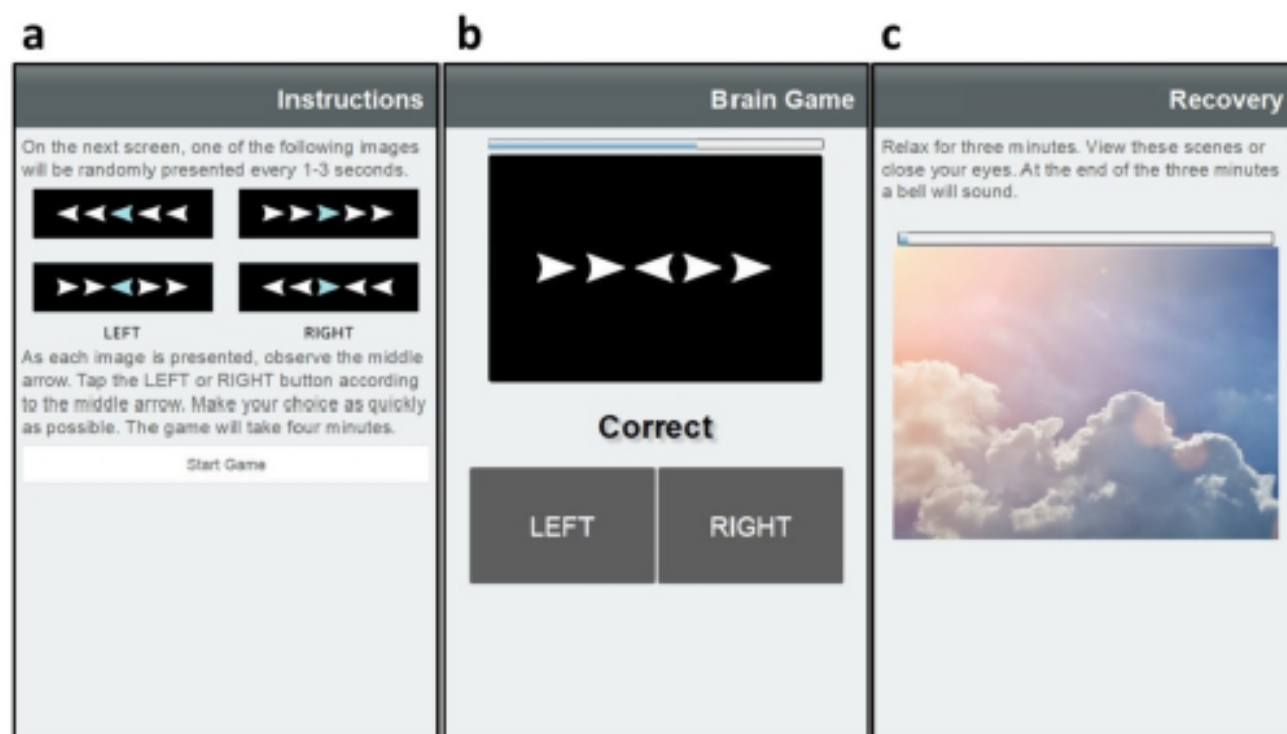 a
Instructions
On the next screen, one of the following images
will be randomly presented every 1-3 seconds.
LEFT
RIGHT
As each image is presented, observe the middle
arrow. Tap the LEFT or RIGHT button according
to the middle arrow. Make your choice as quickly
as possible. The game will take four minutes.
Start Game
b
Brain Game
Correct
LEFT
RIGHT
c
Recovery
Relax for three minutes. View these scenes or
close your eyes. At the end of the three minutes
a bell will sound.